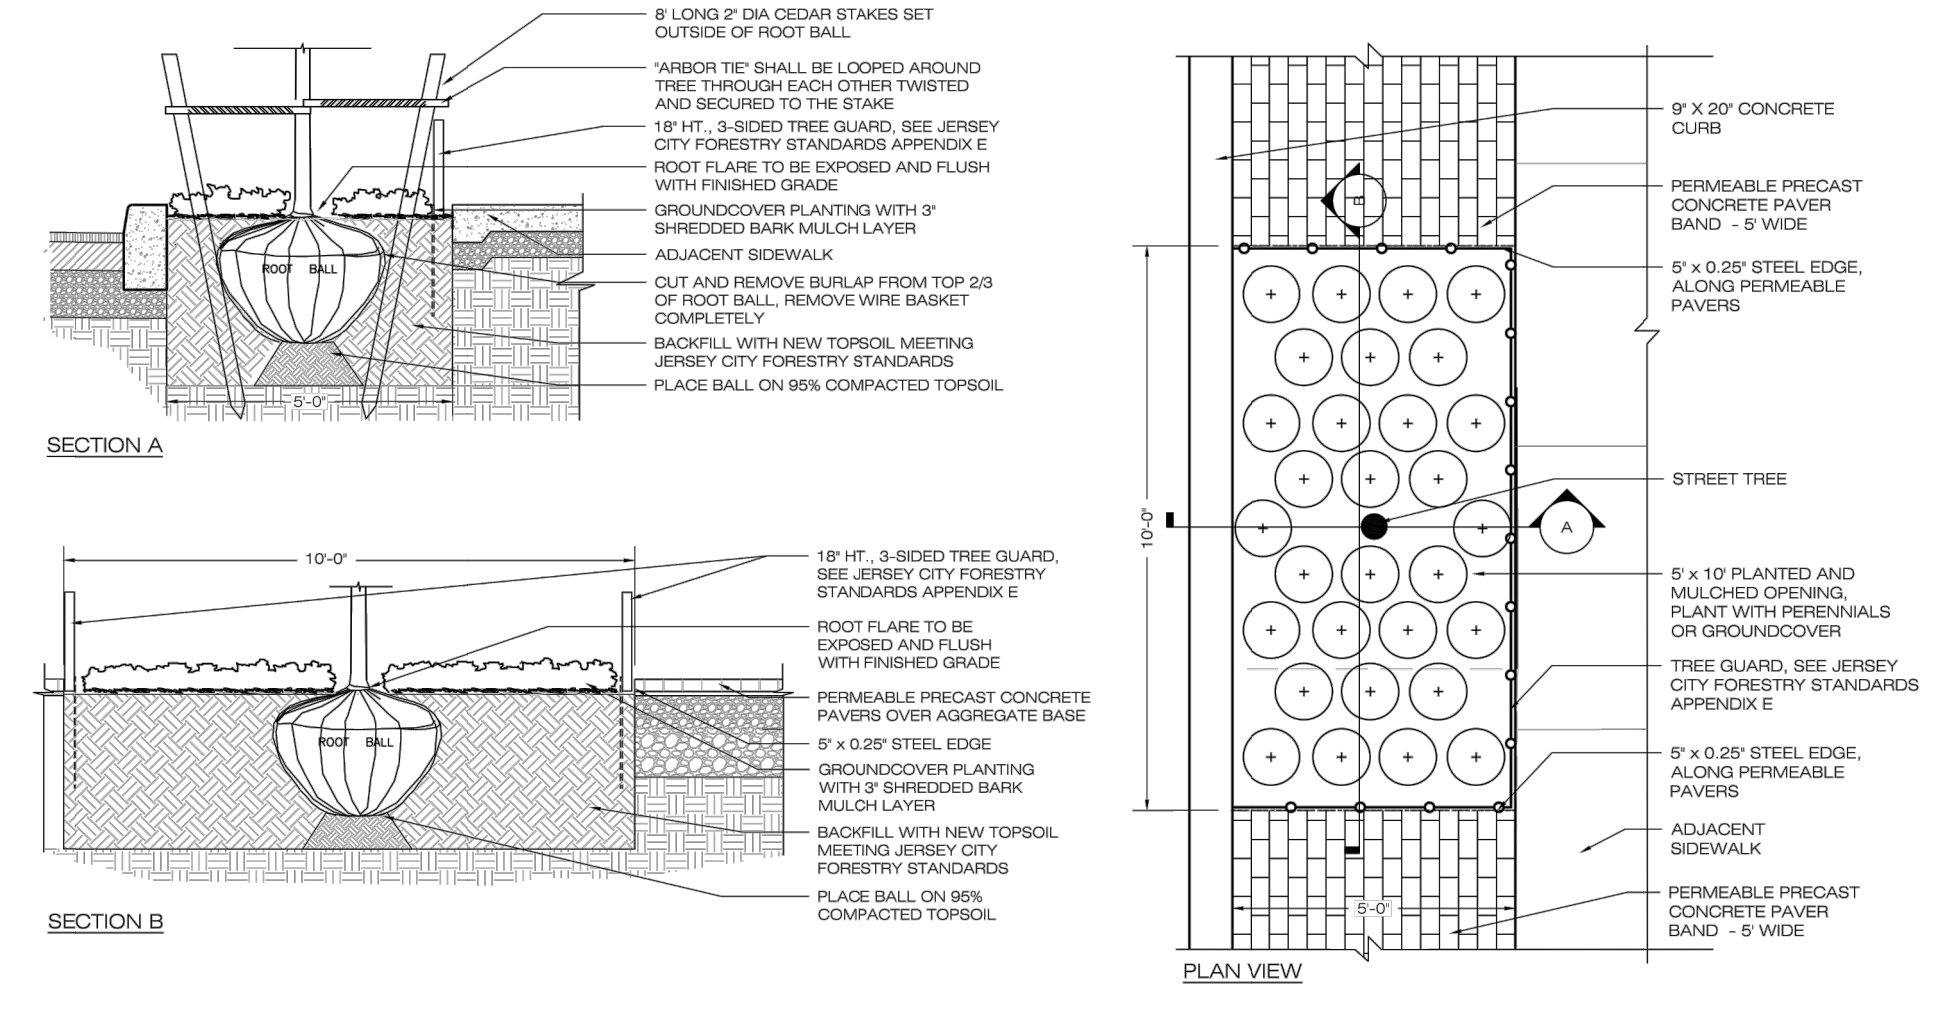 8' LONG 2" DIA CEDAR STAKES SET
OUTSIDE OF ROOT BALL
"ARBOR TIE" SHALL BE LOOPED AROUND
TREE THROUGH EACH OTHER TWISTED
AND SECURED TO THE STAKE
18" HT., 3-SIDED TREE GUARD, SEE JERSEY
CITY FORESTRY STANDARDS APPENDIX E
ROOT FLARE TO BE EXPOSED AND FLUSH
WITH FINISHED GRADE
GROUNDCOVER PLANTING WITH 3"
SHREDDED BARK MULCH LAYER
ADJACENT SIDEWALK
CUT AND REMOVE BURLAP FROM TOP 2/3
OF ROOT BALL, REMOVE WIRE BASKET
COMPLETELY
BACKFILL WITH NEW TOPSOIL MEETING
JERSEY CITY FORESTRY STANDARDS
PLACE BALL ON 95% COMPACTED TOPSOIL
ROOT BALL
5'-0"
SECTION A
10'-0"
18" HT., 3-SIDED TREE GUARD,
SEE JERSEY CITY FORESTRY
STANDARDS APPENDIX E
ROOT FLARE TO BE
EXPOSED AND FLUSH
WITH FINISHED GRADE
PERMEABLE PRECAST CONCRETE
PAVERS OVER AGGREGATE BASE
5" x 0.25" STEEL EDGE
GROUNDCOVER PLANTING
WITH 3" SHREDDED BARK
MULCH LAYER
BACKFILL WITH NEW TOPSOIL
MEETING JERSEY CITY
FORESTRY STANDARDS
PLACE BALL ON 95%
COMPACTED TOPSOIL
ROOT BALL
SECTION B
9" X 20" CONCRETE
CURB
PERMEABLE PRECAST
CONCRETE PAVER
BAND - 5' WIDE
B
5" x 0.25" STEEL EDGE,
ALONG PERMEABLE
PAVERS
STREET TREE
A
10'-0"
5' x 10' PLANTED AND
MULCHED OPENING,
PLANT WITH PERENNIALS
OR GROUNDCOVER
TREE GUARD, SEE JERSEY
CITY FORESTRY STANDARDS
APPENDIX E
5" x 0.25" STEEL EDGE,
ALONG PERMEABLE
PAVERS
ADJACENT
SIDEWALK
PERMEABLE PRECAST
CONCRETE PAVER
BAND - 5' WIDE
5'-0"
PLAN VIEW